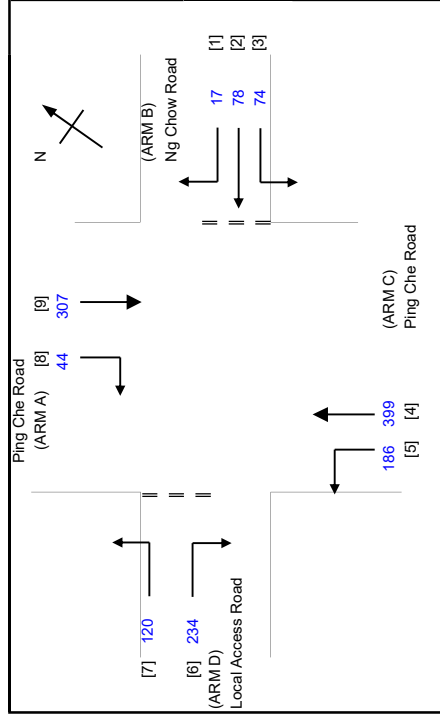 Ping Che Road
(ARM A)
[8]
44
[9]
307
N
(ARM B)
Ng Chow Road
17
[1]
78
[2]
74
[3]
[7]
120
[6]
234
(ARM D)
Local Access Road
186
[5]
399
[4]
(ARM C)
Ping Che Road